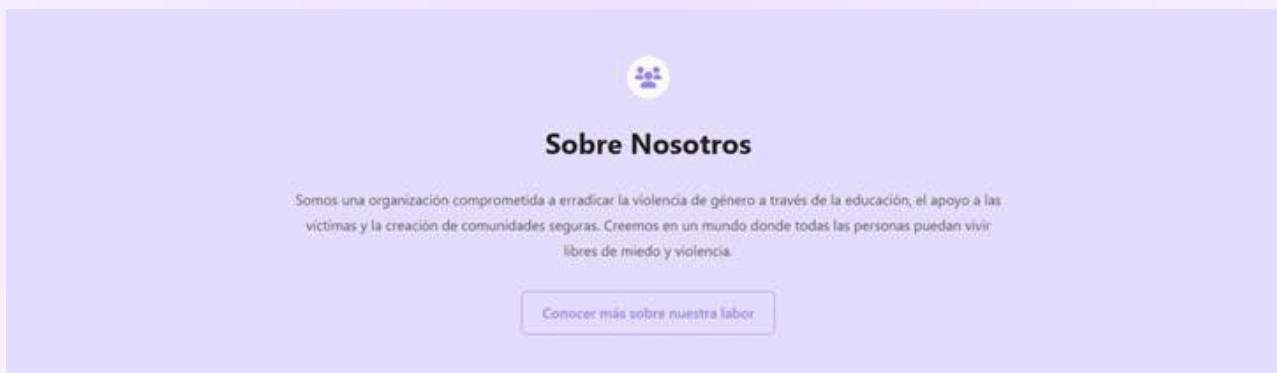 Sobre Nosotros
Somos una organización comprometida a erradicar la violencia de género a través de la educación, el apoyo a las
víctimas y la creación de comunidades seguras. Creemos en un mundo donde todas las personas puedan vivir
libres de miedo y violencia.
Conocer más sobre nuestra labor